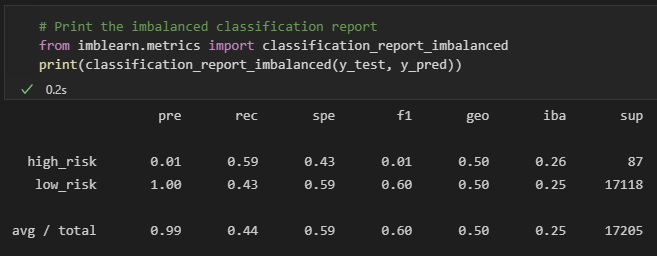 # Print the imbalanced classification report
from imblearn.metrics import classification_report_imbalanced
print(classification_report_imbalanced(y_test, y_pred))
✓ 0.2s
pre rec spe f1 geo iba sup
high_risk 0.01 0.59 0.43 0.01 0.50 0.26 87
low_risk 1.00 0.43 0.59 0.60 0.50 0.25 17118
avg / total 0.99 0.44 0.59 0.60 0.50 0.25 17205